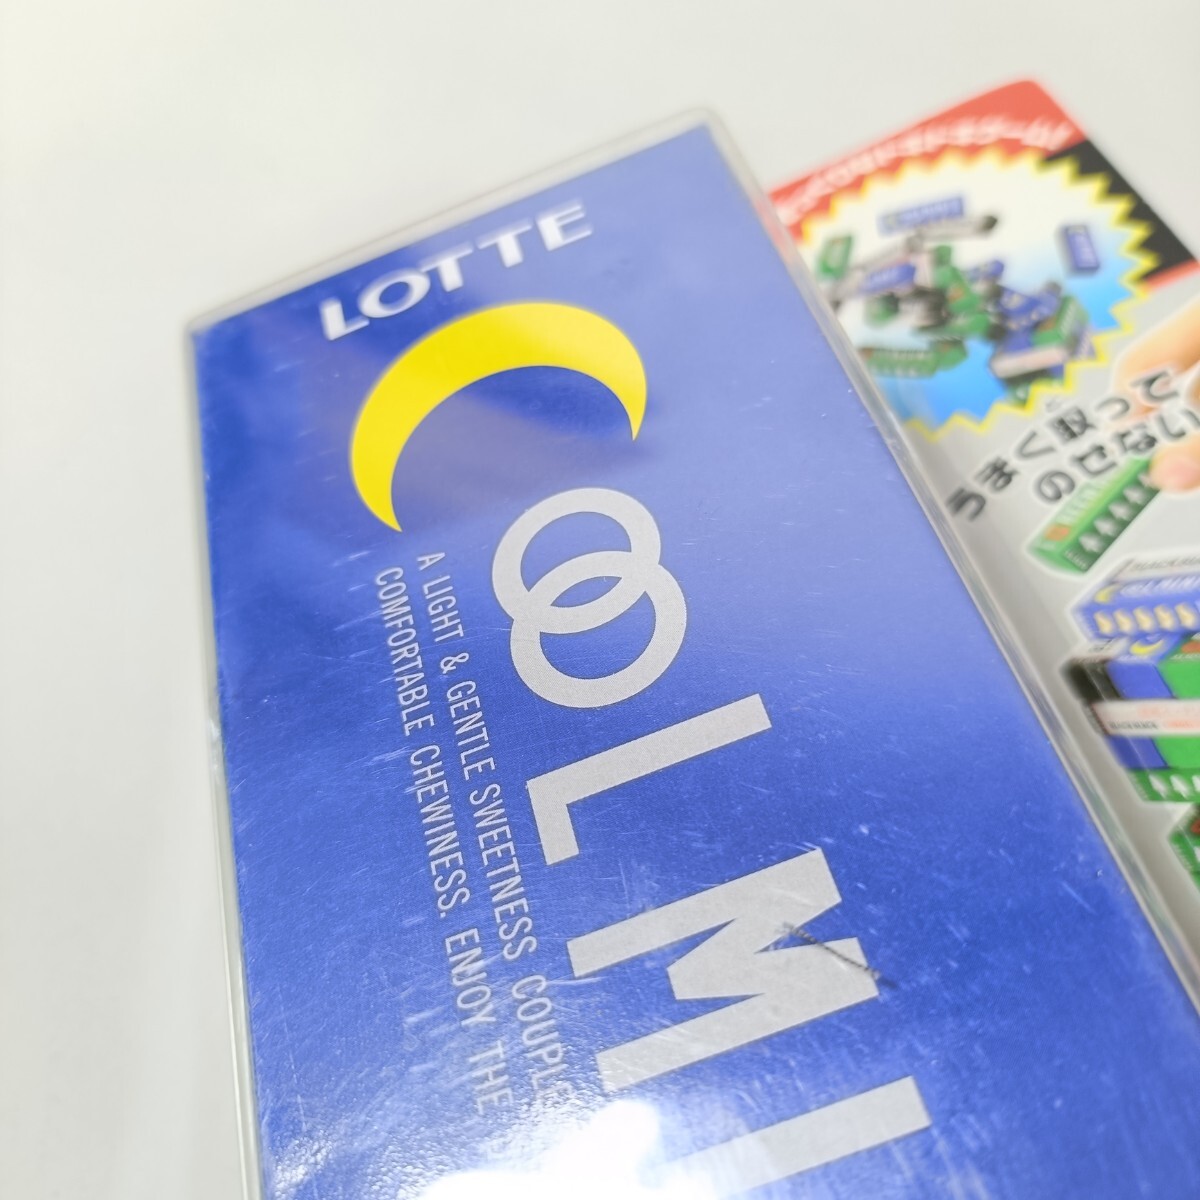 LOTTE
COOLMI
A LIGHT & GENTLE SWEETNESS COUPLE
COMFORTABLE CHEWINESS. ENJOY THE
うまく取って
のせない